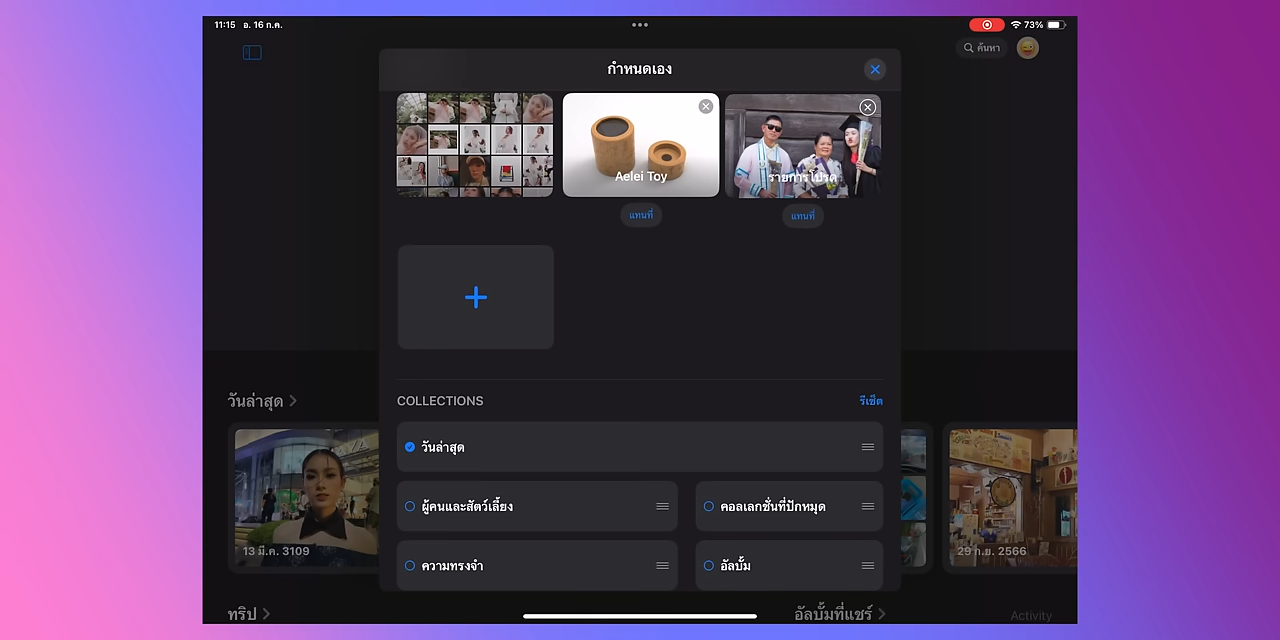 11:15 อ. 16 ก.ค.
73%
ค้นหา
กำหนดเอง
Aelei Toy
รายการโปรด
แทนที่
แทนที่
COLLECTIONS
รีเซ็ต
วันล่าสุด
วันล่าสุด
ผู้คนและสัตว์เลี้ยง
คอลเลกชั่นที่ปักหมุด
13 มี.ค. 3109
29 ก.ย. 2566
ความทรงจำ
อัลบั้ม
ทริป
อัลบั้มที่แชร์
Activity